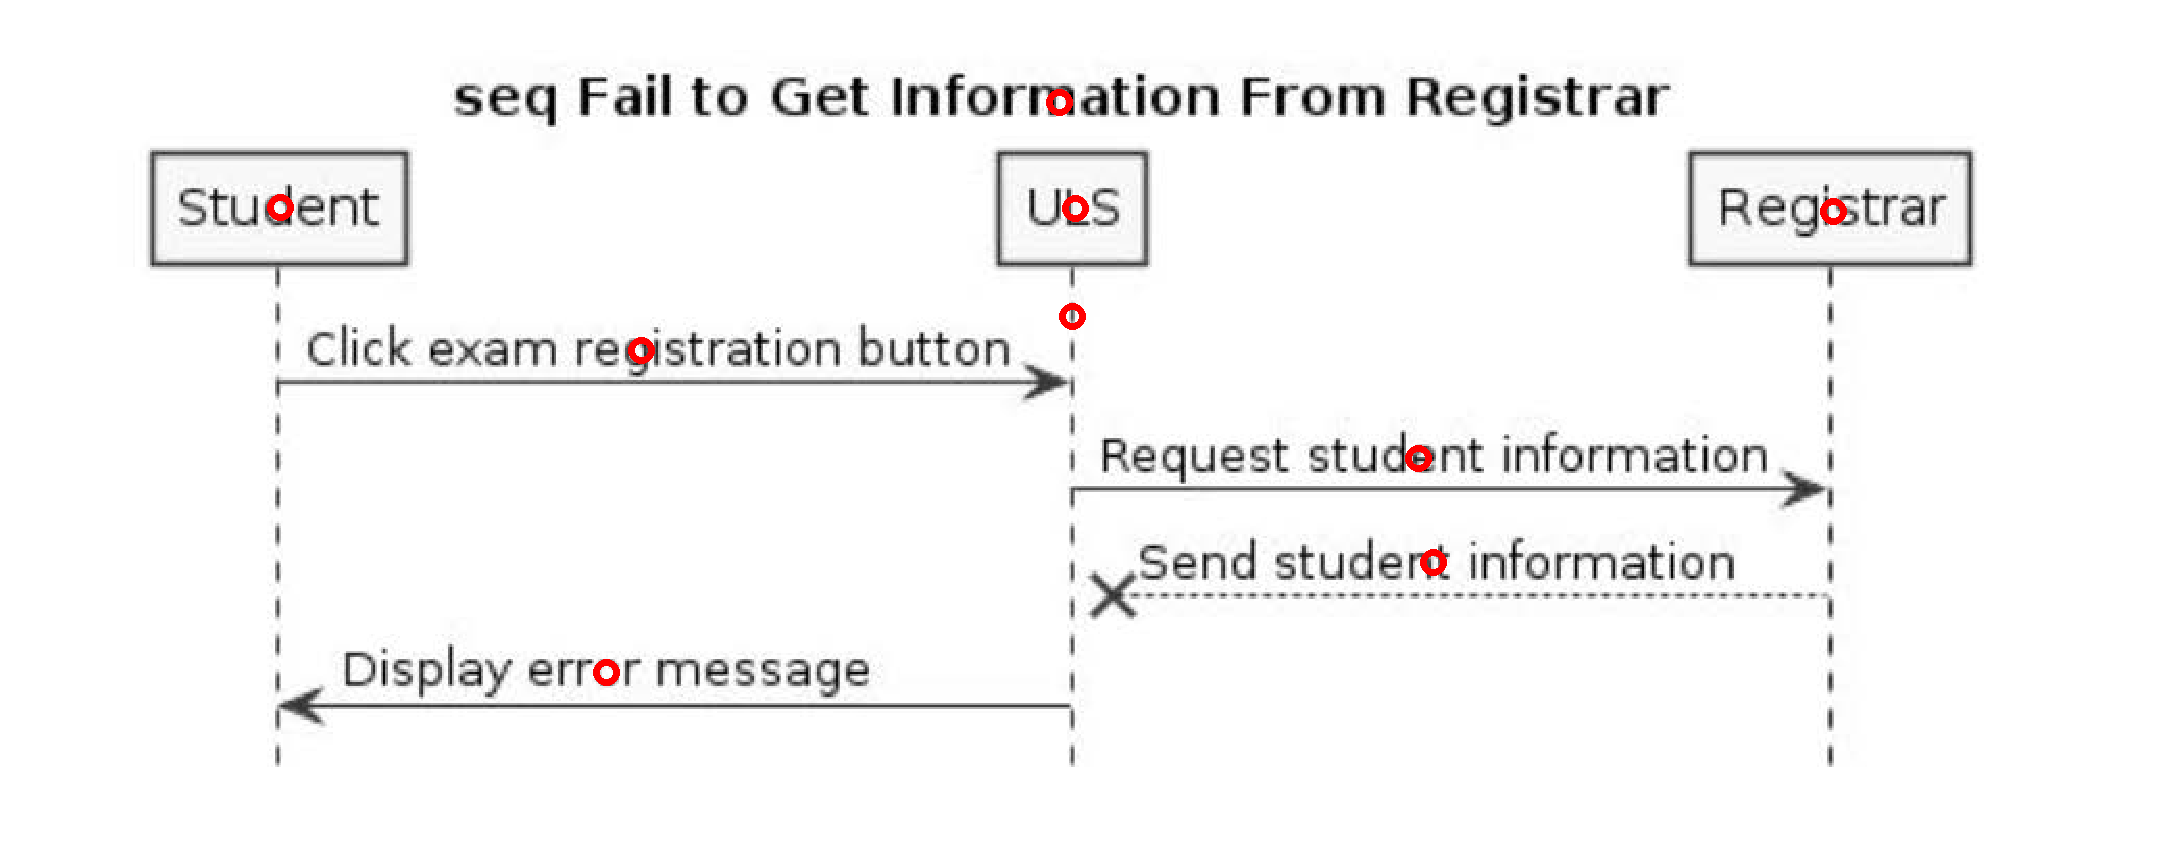 seq Fail to Get Information From Registrar
Student
ULS
Registrar
Click exam registration button
Request student information
Send student information
Display error message